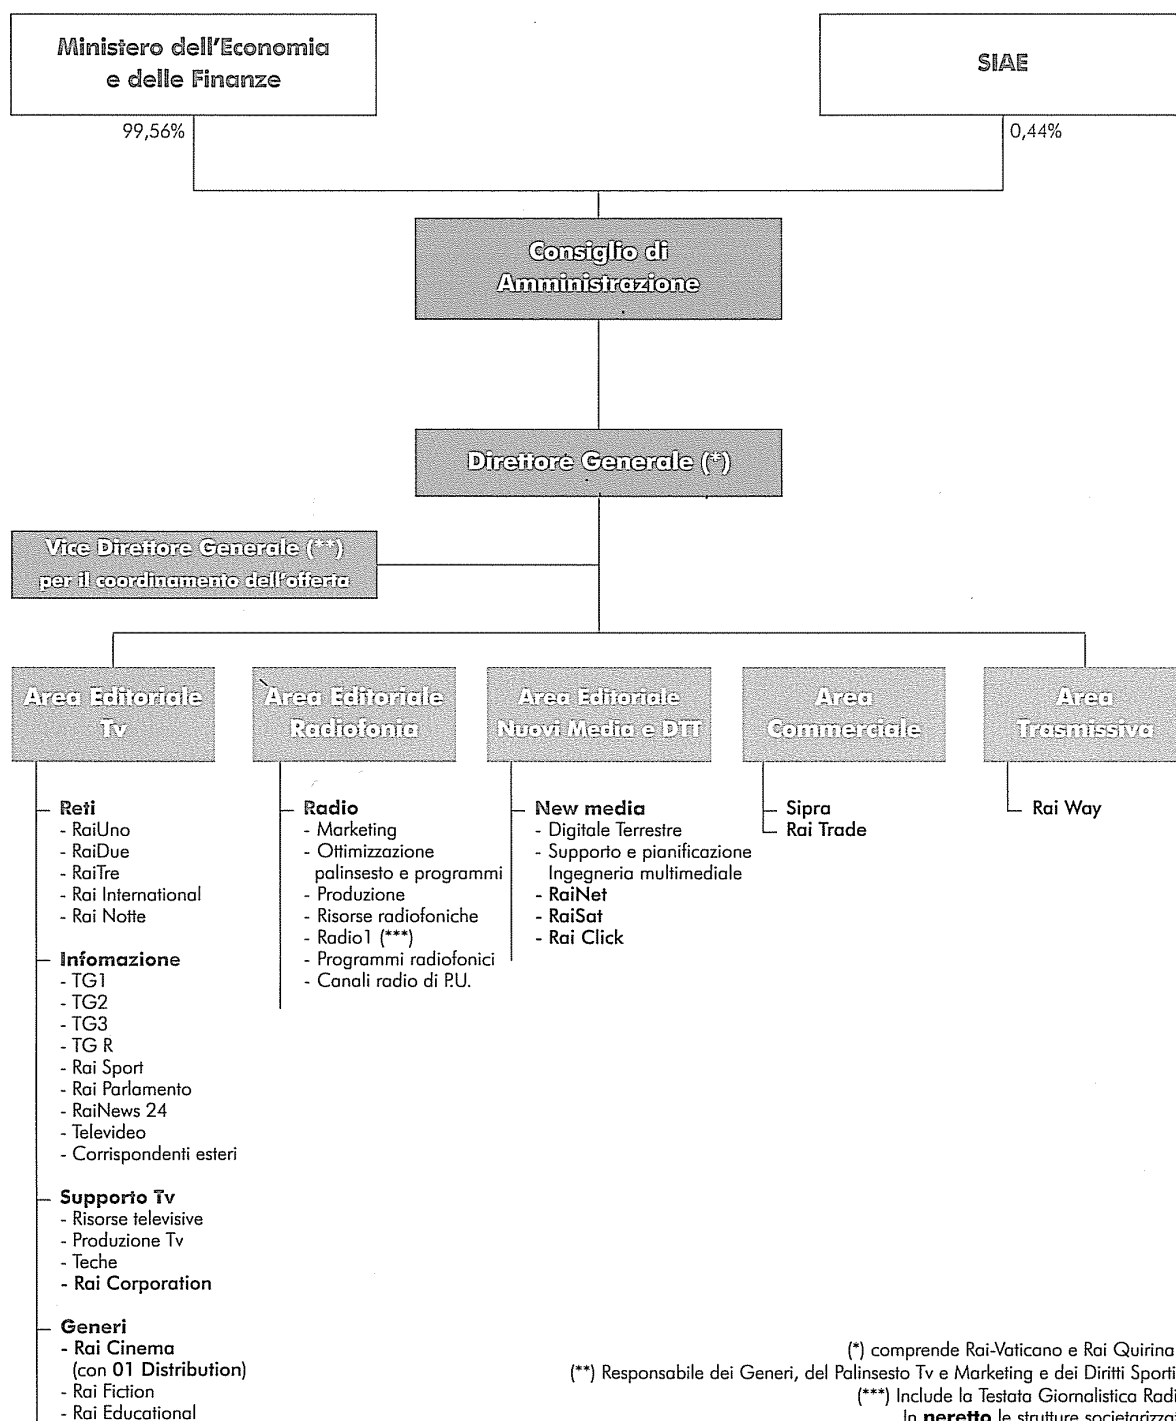 Ministero dell'Economia
e delle Finanze
SIAE
99,56%
0,44%
Consiglio di
Amministrazione
Direttore Generale (*)
Vice Direttore Generale (**)
per il coordinamento dell'offerta
Area Editoriale
Tv
Area Editoriale
Radiofonia
Area Editoriale
Nuovi Media e DTT
Area
Commerciale
Area
Trasmissiva
Reti
- RaiUno
- RaiDue
- RaiTre
- Rai International
- Rai Notte
Infomazione
- TG1
- TG2
- TG3
- TG R
- Rai Sport
- Rai Parlamento
- RaiNews 24
- Televideo
- Corrispondenti esteri
Supporto Tv
- Risorse televisive
- Produzione Tv
- Teche
- Rai Corporation
Generi
- Rai Cinema
(con 01 Distribution)
- Rai Fiction
- Rai Educational
Radio
- Marketing
- Ottimizzazione
palinsesto e programmi
- Produzione
- Risorse radiofoniche
- Radio1 (***)
- Programmi radiofonici
- Canali radio di P.U.
New media
- Digitale Terrestre
- Supporto e pianificazione
Ingegneria multimediale
- RaiNet
- RaiSat
- Rai Click
Sipra
Rai Trade
Rai Way
(*) comprende Rai-Vaticano e Rai Quirina
(**) Responsabile dei Generi, del Palinsesto Tv e Marketing e dei Diritti Sporti
(***) Include la Testata Giornalistica Radi
In neretto le strutture societarizza